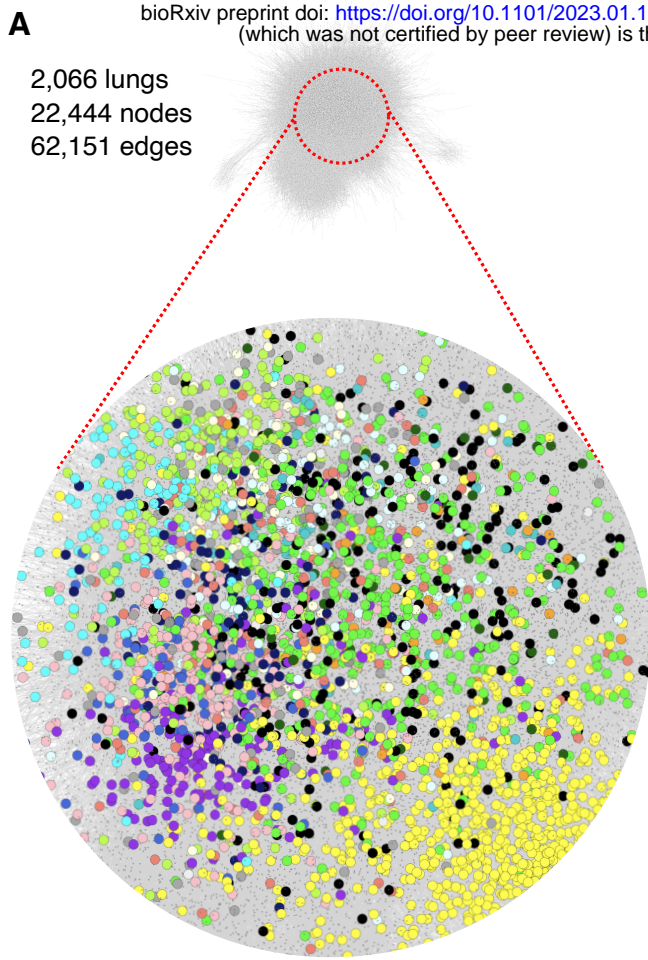 bioRxiv preprint doi: https://doi.org/10.1101/2023.01.1
(which was not certified by peer review) is th
A
2,066 lungs
22,444 nodes
62,151 edges